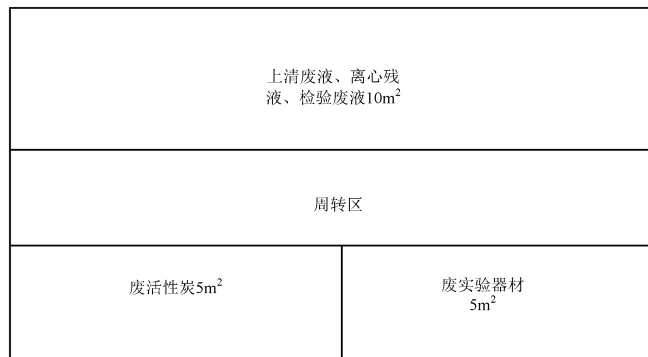 上清废液、离心残
液、检验废液10m²
周转区
废活性炭5m²
废实验器材
5m²